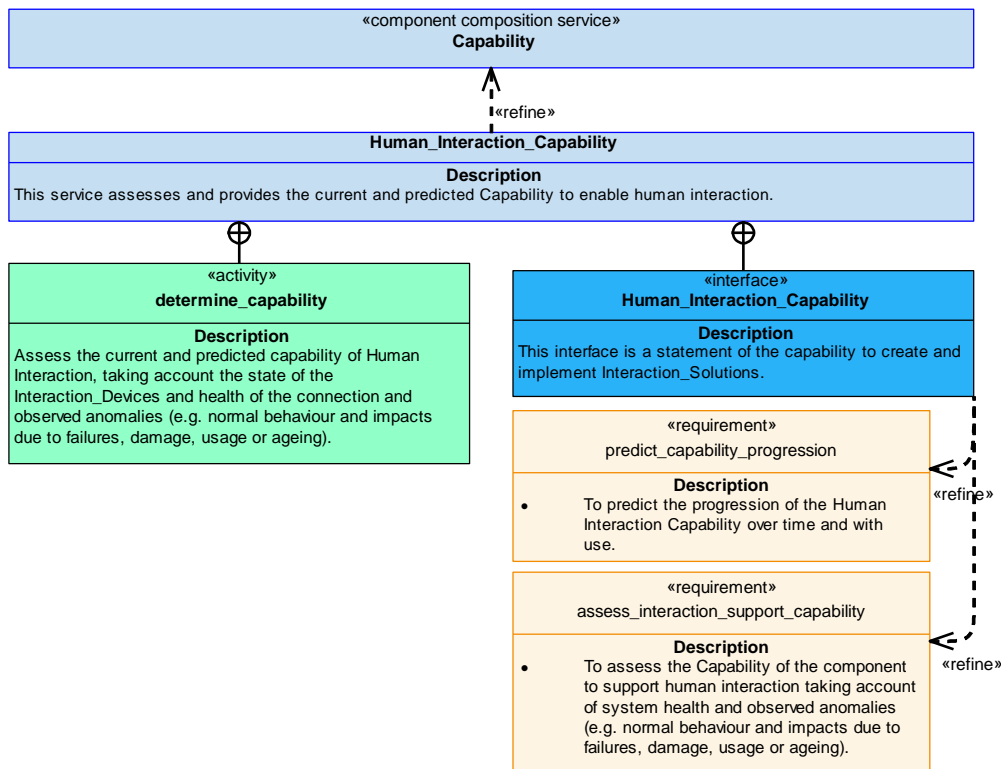 «component composition service»
Capability
«refine»
Human_Interaction_Capability
Description
This service assesses and provides the current and predicted Capability to enable human interaction.
«activity»
determine_capability
Description
Assess the current and predicted capability of Human
Interaction, taking account the state of the
Interaction_Devices and health of the connection and
observed anomalies (e.g. normal behaviour and impacts
due to failures, damage, usage or ageing).
«interface»
Human_Interaction_Capability
Description
This interface is a statement of the capability to create and
implement Interaction_Solutions.
«requirement»
predict_capability_progression
Description
• To predict the progression of the Human
Interaction Capability over time and with
use.
«refine»
«requirement»
assess_interaction_support_capability
Description
• To assess the Capability of the component
to support human interaction taking account
of system health and observed anomalies
(e.g. normal behaviour and impacts due to
failures, damage, usage or ageing).
«refine»